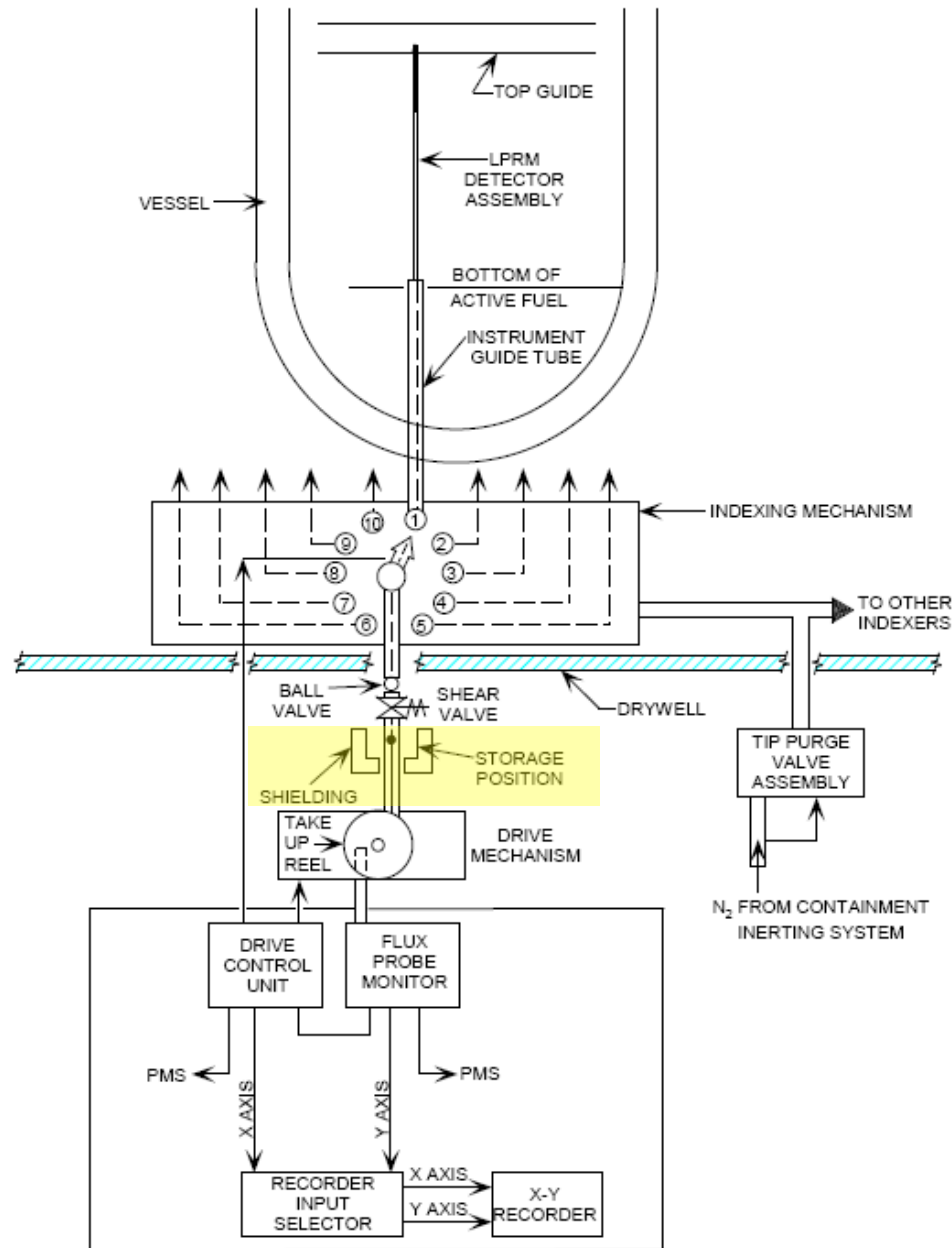 TOP GUIDE
LPRM
DETECTOR
ASSEMBLY
VESSEL
BOTTOM OF
ACTIVE FUEL
INSTRUMENT
GUIDE TUBE
INDEXING MECHANISM
10
1
9
2
8
3
7
4
6
5
TO OTHER
INDEXERS
BALL
VALVE
SHEAR
VALVE
DRYWELL
STORAGE
POSITION
SHIELDING
TIP PURGE
VALVE
ASSEMBLY
TAKE
UP
REEL
DRIVE
MECHANISM
N₂ FROM CONTAINMENT
INERTING SYSTEM
DRIVE
CONTROL
UNIT
FLUX
PROBE
MONITOR
PMS
PMS
X AXIS
Y AXIS
RECORDER
INPUT
SELECTOR
X AXIS
Y AXIS
X-Y
RECORDER